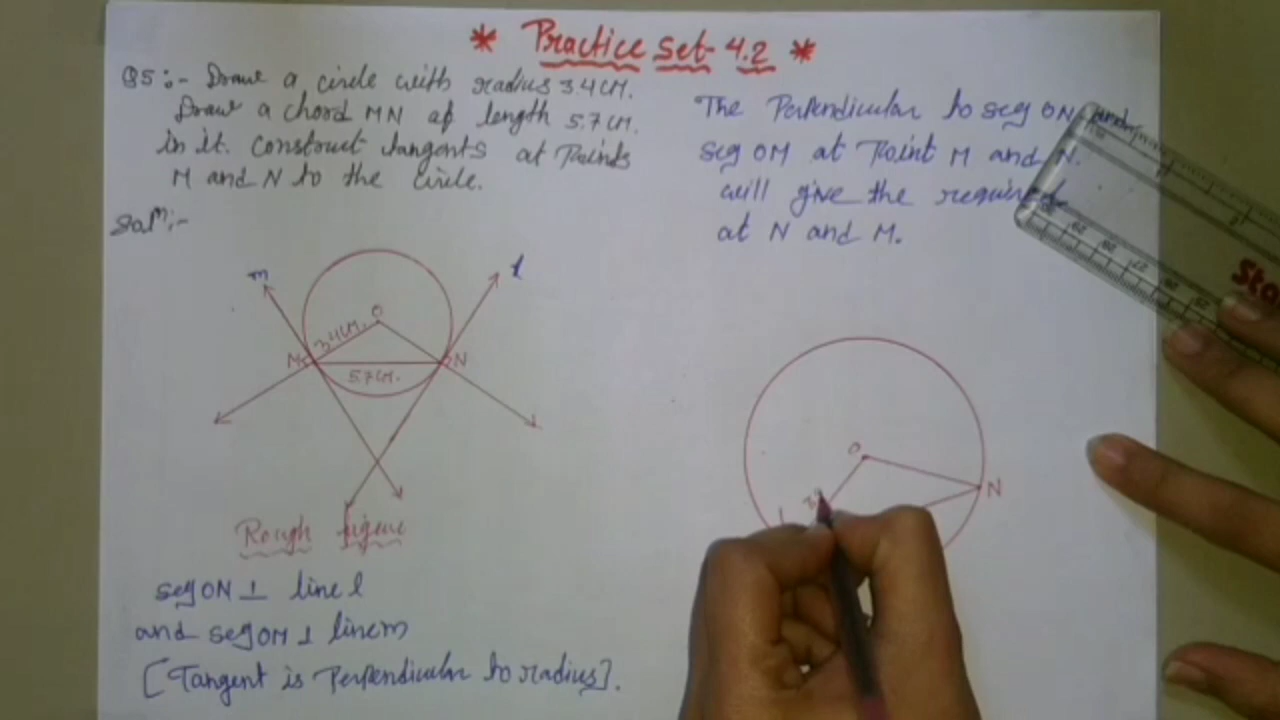 * Practice Set 4.2 *
Q5:- Draw a circle with radius 3.4 cm.
Draw a chord MN of length 5.7 cm.
in it. construct tangents at Points
M and N to the circle.
Solⁿ:-
m
l
O
3.4 cm.
M
N
5.7 cm.
Rough figure
seg ON ⊥ line l
and seg OM ⊥ line m
[Tangent is Perpendicular to radius].
The Perpendicular to seg ON and
seg OM at Point M and N.
will give the required
at N and M.
O
N
3.